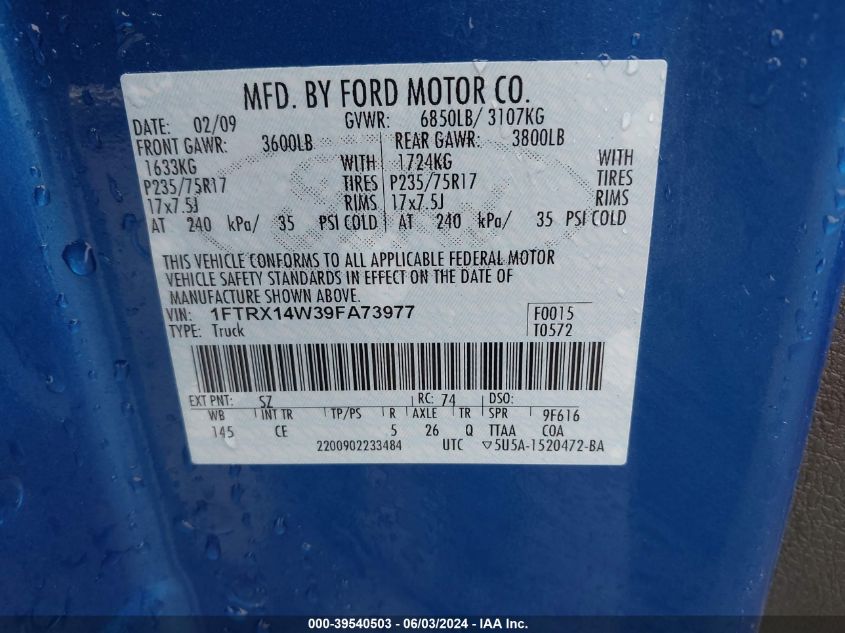 MFD. BY FORD MOTOR CO.
DATE: 02/09 GVWR: 6850LB/ 3107KG
FRONT GAWR: 3600LB REAR GAWR: 3800LB
1633KG WITH 1724KG WITH
P235/75R17 TIRES P235/75R17 TIRES
17x7.5J RIMS 17x7.5J RIMS
AT 240 kPa/ 35 PSI COLD AT 240 kPa/ 35 PSI COLD
THIS VEHICLE CONFORMS TO ALL APPLICABLE FEDERAL MOTOR
VEHICLE SAFETY STANDARDS IN EFFECT ON THE DATE OF
MANUFACTURE SHOWN ABOVE.
VIN: 1FTRX14W39FA73977 F0015
TYPE: Truck T0572
EXT PNT: SZ RC: 74 DSO:
WB INT TR TP/PS R AXLE TR SPR 9F616
145 CE 5 26 Q TTAA COA
2200902233484 UTC ▽5U5A-1520472-BA
000-39540503 - 06/03/2024 - IAA Inc.